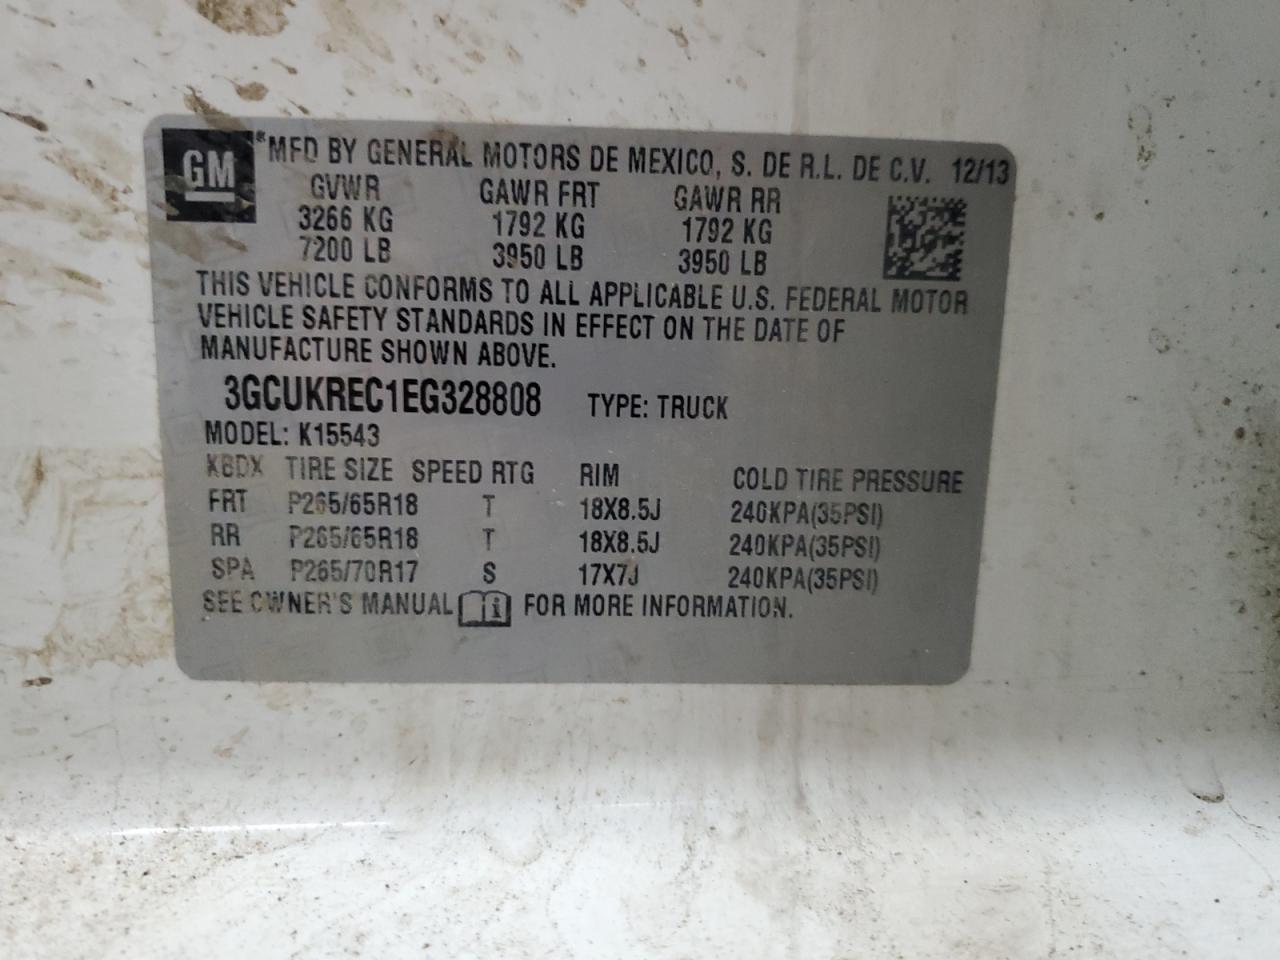 GM ® MFD BY GENERAL MOTORS DE MEXICO, S. DE R.L. DE C.V. 12/13
GVWR GAWR FRT GAWR RR
3266 KG 1792 KG 1792 KG
7200 LB 3950 LB 3950 LB
THIS VEHICLE CONFORMS TO ALL APPLICABLE U.S. FEDERAL MOTOR
VEHICLE SAFETY STANDARDS IN EFFECT ON THE DATE OF
MANUFACTURE SHOWN ABOVE.
3GCUKREC1EG328808 TYPE: TRUCK
MODEL: K15543
KBDX TIRE SIZE SPEED RTG RIM COLD TIRE PRESSURE
FRT P265/65R18 T 18X8.5J 240KPA(35PSI)
RR P265/65R18 T 18X8.5J 240KPA(35PSI)
SPA P265/70R17 S 17X7J 240KPA(35PSI)
SEE OWNER'S MANUAL i FOR MORE INFORMATION.